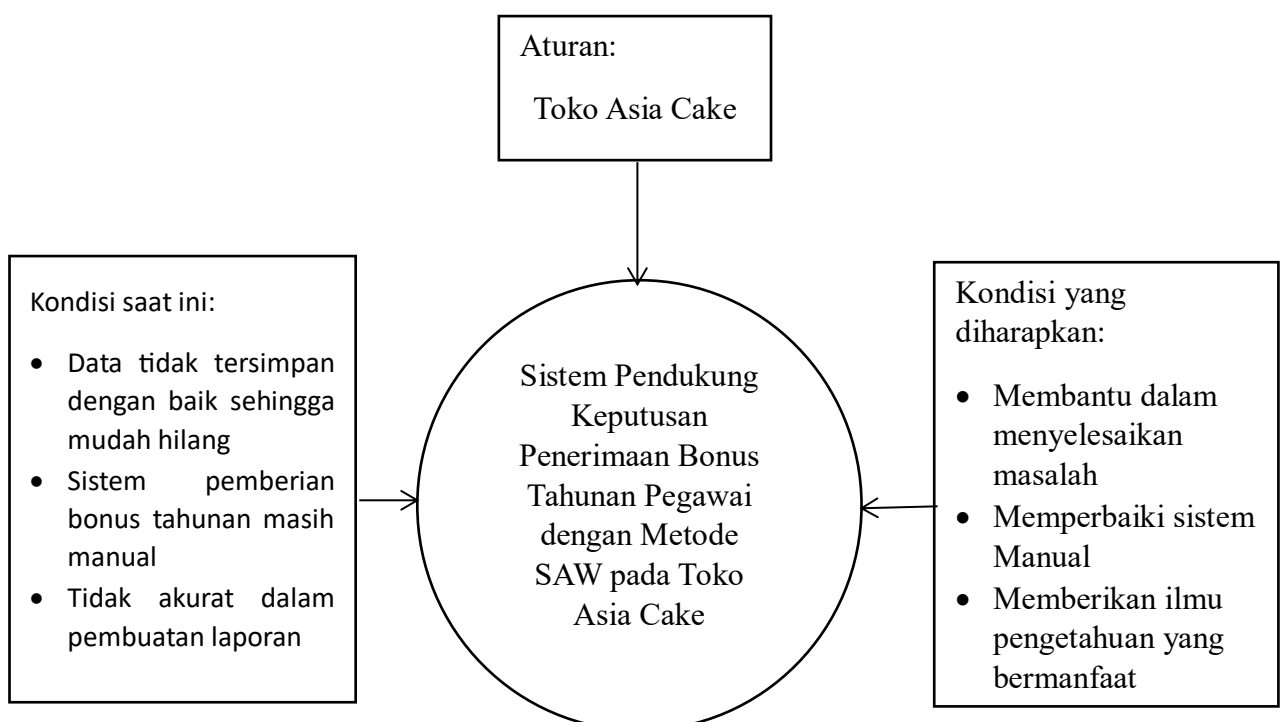 Aturan:
Toko Asia Cake
Kondisi saat ini:
• Data tidak tersimpan
dengan baik sehingga
mudah hilang
• Sistem pemberian
bonus tahunan masih
manual
• Tidak akurat dalam
pembuatan laporan
Sistem Pendukung
Keputusan
Penerimaan Bonus
Tahunan Pegawai
dengan Metode
SAW pada Toko
Asia Cake
Kondisi yang
diharapkan:
• Membantu dalam
menyelesaikan
masalah
• Memperbaiki sistem
Manual
• Memberikan ilmu
pengetahuan yang
bermanfaat